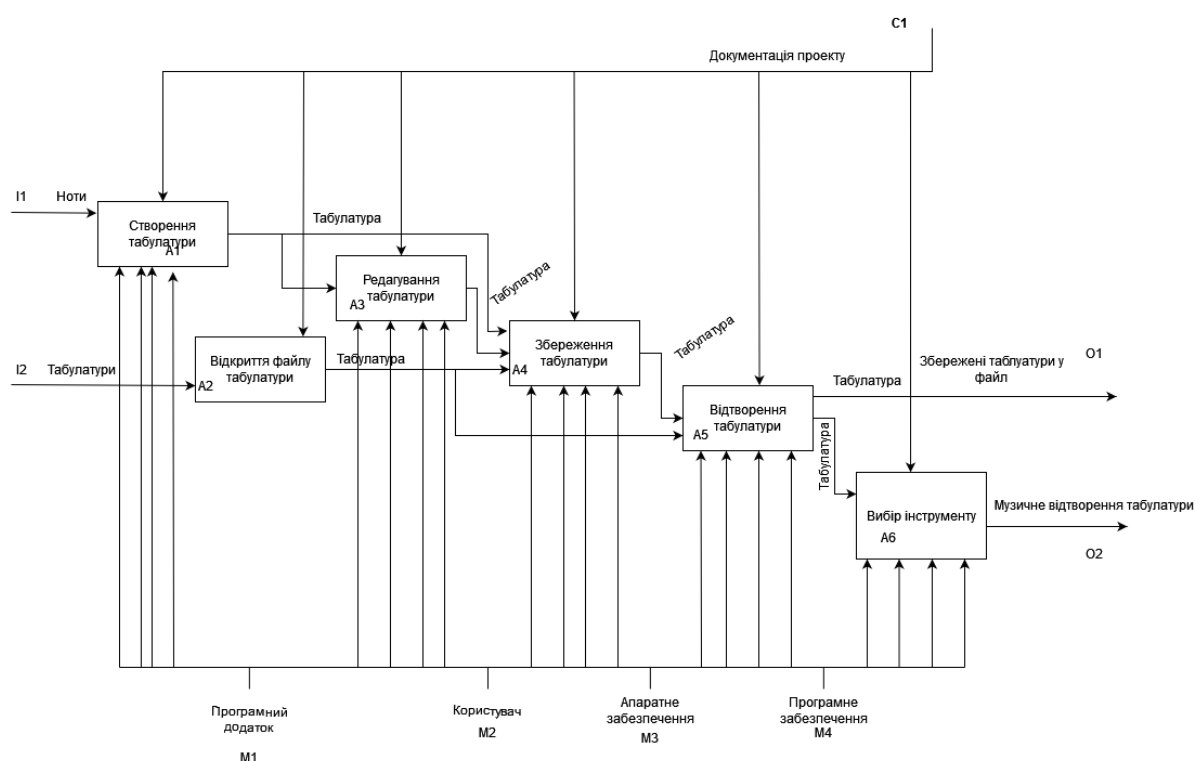 C1
Документація проекту
I1 Ноти
Створення
табулатури
A1
Табулатура
Редагування
табулатури
A3
Табулатура
Збереження
табулатури
A4
Табулатура
Відкриття файлу
табулатури
A2
Табулатура
I2 Табулатури
Відтворення
табулатури
A5
Табулатура
Збережені таблуатури у
файл
O1
Табулатура
Вибір інструменту
A6
Музичне відтворення табулатури
O2
Програмний
додаток
M1
Користувач
M2
Апаратне
забезпечення
M3
Програмне
забезпечення
M4